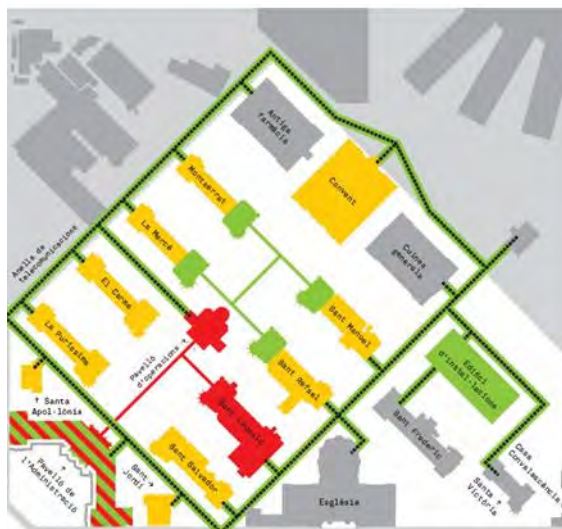 Antiga
farmàcia
Convent
Montserrat
La Mercè
Cuines
generals
Anella de
telecomunicacions
El Carme
La Puríssima
Sant Manuel
Pavelló
d'operacions →
Sant Rafael
Edifici
d'instal·lacions
↑ Santa
Apol·lònia
Sant Leopold
Sant Frederic
Casa
Convalescència
Pavelló de
l'Administració
Sant
Jordi
Sant Salvador
Església
Santa ↑
Victòria